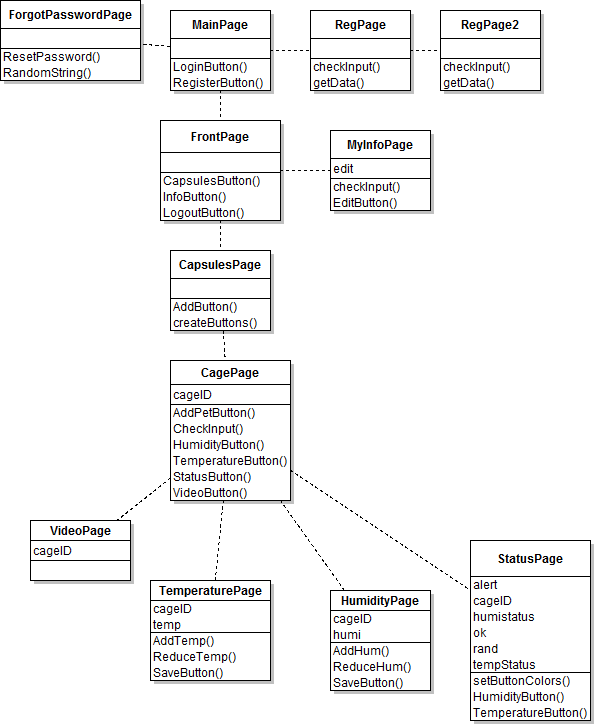 ForgotPasswordPage
ResetPassword()
RandomString()
MainPage
LoginButton()
RegisterButton()
RegPage
checkInput()
getData()
RegPage2
checkInput()
getData()
FrontPage
CapsulesButton()
InfoButton()
LogoutButton()
MyInfoPage
edit
checkInput()
EditButton()
CapsulesPage
AddButton()
createButtons()
CagePage
cageID
AddPetButton()
CheckInput()
HumidityButton()
TemperatureButton()
StatusButton()
VideoButton()
VideoPage
cageID
TemperaturePage
cageID
temp
AddTemp()
ReduceTemp()
SaveButton()
HumidityPage
cageID
humi
AddHum()
ReduceHum()
SaveButton()
StatusPage
alert
cageID
humistatus
ok
rand
tempStatus
setButtonColors()
HumidityButton()
TemperatureButton()